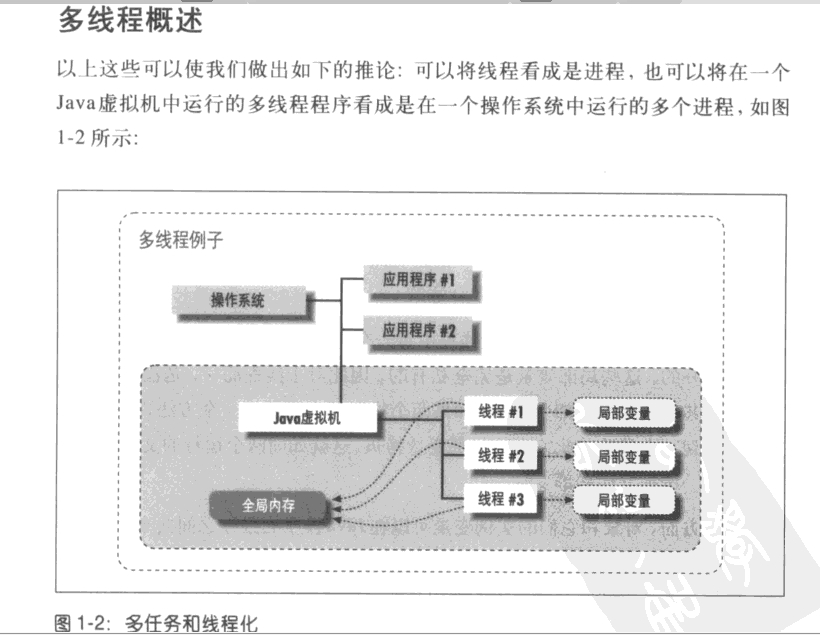 多线程概述
以上这些可以使我们做出如下的推论：可以将线程看成是进程，也可以将在一个
Java虚拟机中运行的多线程程序看成是在一个操作系统中运行的多个进程，如图
1-2 所示：
多线程例子
操作系统
应用程序 #1
应用程序 #2
Java虚拟机
线程 #1
局部变量
线程 #2
局部变量
全局内存
线程 #3
局部变量
图 1-2： 多任务和线程化